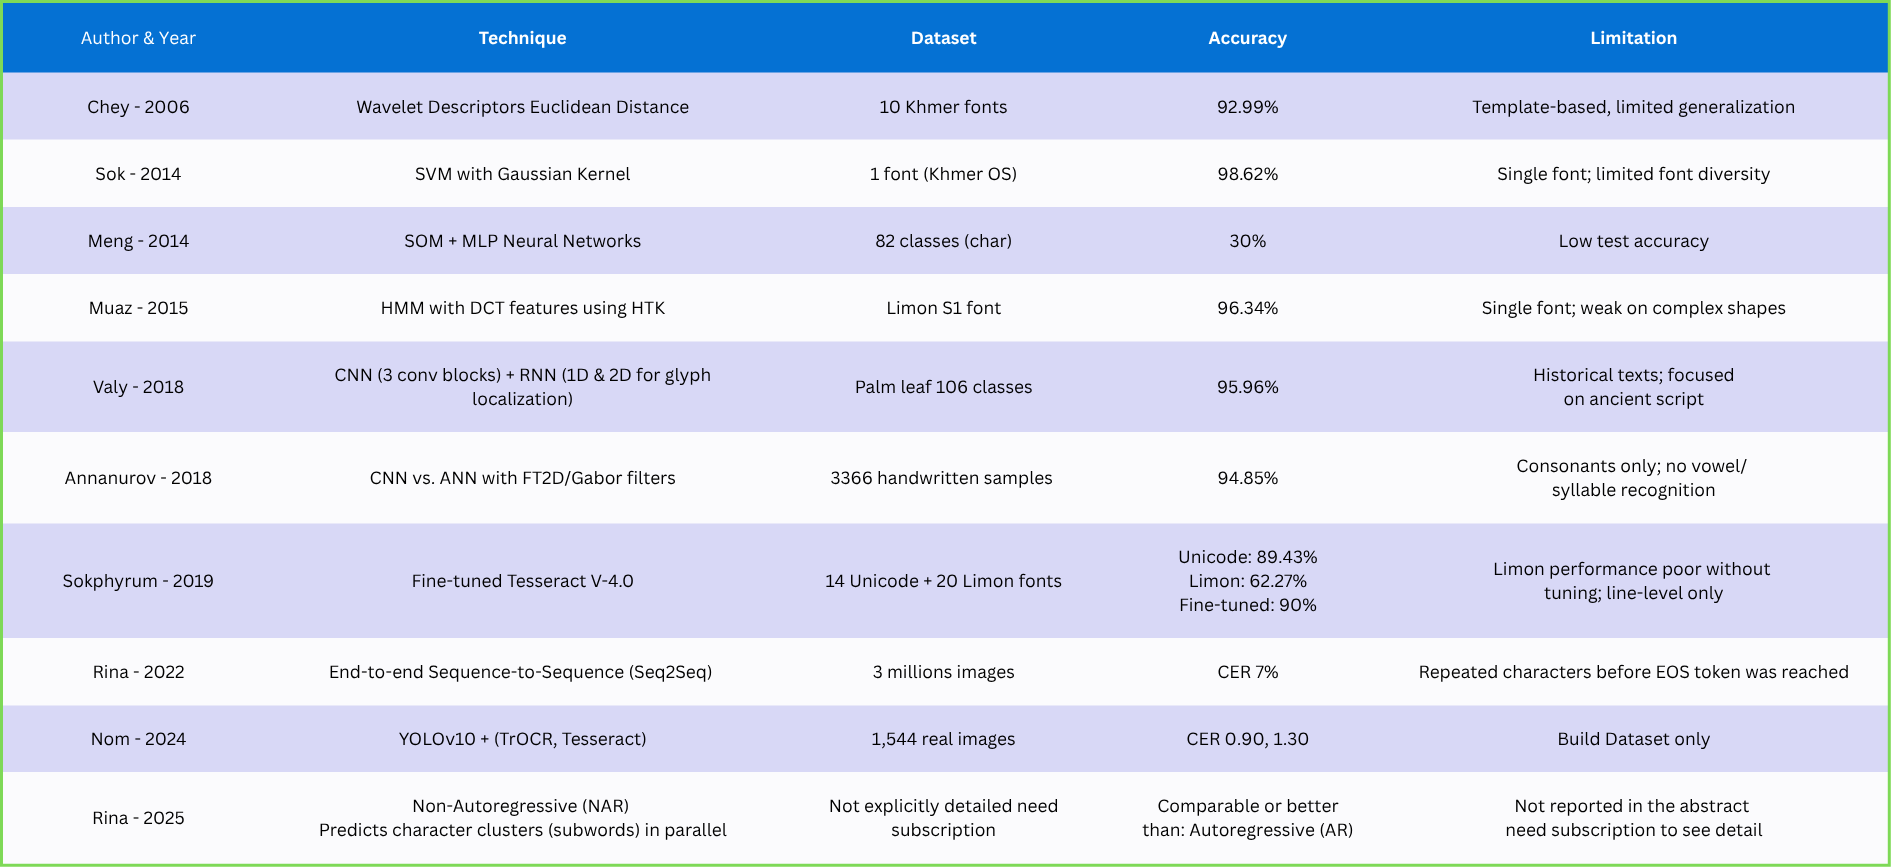 Author & Year Technique Dataset Accuracy Limitation
Chey - 2006 Wavelet Descriptors Euclidean Distance 10 Khmer fonts 92.99% Template-based, limited generalization
Sok - 2014 SVM with Gaussian Kernel 1 font (Khmer OS) 98.62% Single font; limited font diversity
Meng - 2014 SOM + MLP Neural Networks 82 classes (char) 30% Low test accuracy
Muaz - 2015 HMM with DCT features using HTK Limon S1 font 96.34% Single font; weak on complex shapes
Valy - 2018
CNN (3 conv blocks) + RNN (1D & 2D for glyph
localization)
Palm leaf 106 classes
95.96%
Historical texts; focused
on ancient script
Annanurov - 2018
CNN vs. ANN with FT2D/Gabor filters
3366 handwritten samples
94.85%
Consonants only; no vowel/
syllable recognition
Sokphyrum - 2019
Fine-tuned Tesseract V-4.0
14 Unicode + 20 Limon fonts
Unicode: 89.43%
Limon: 62.27%
Fine-tuned: 90%
Limon performance poor without
tuning; line-level only
Rina - 2022 End-to-end Sequence-to-Sequence (Seq2Seq) 3 millions images CER 7% Repeated characters before EOS token was reached
Nom - 2024 YOLOv10 + (TrOCR, Tesseract) 1,544 real images CER 0.90, 1.30 Build Dataset only
Rina - 2025
Non-Autoregressive (NAR)
Predicts character clusters (subwords) in parallel
Not explicitly detailed need
subscription
Comparable or better
than: Autoregressive (AR)
Not reported in the abstract
need subscription to see detail